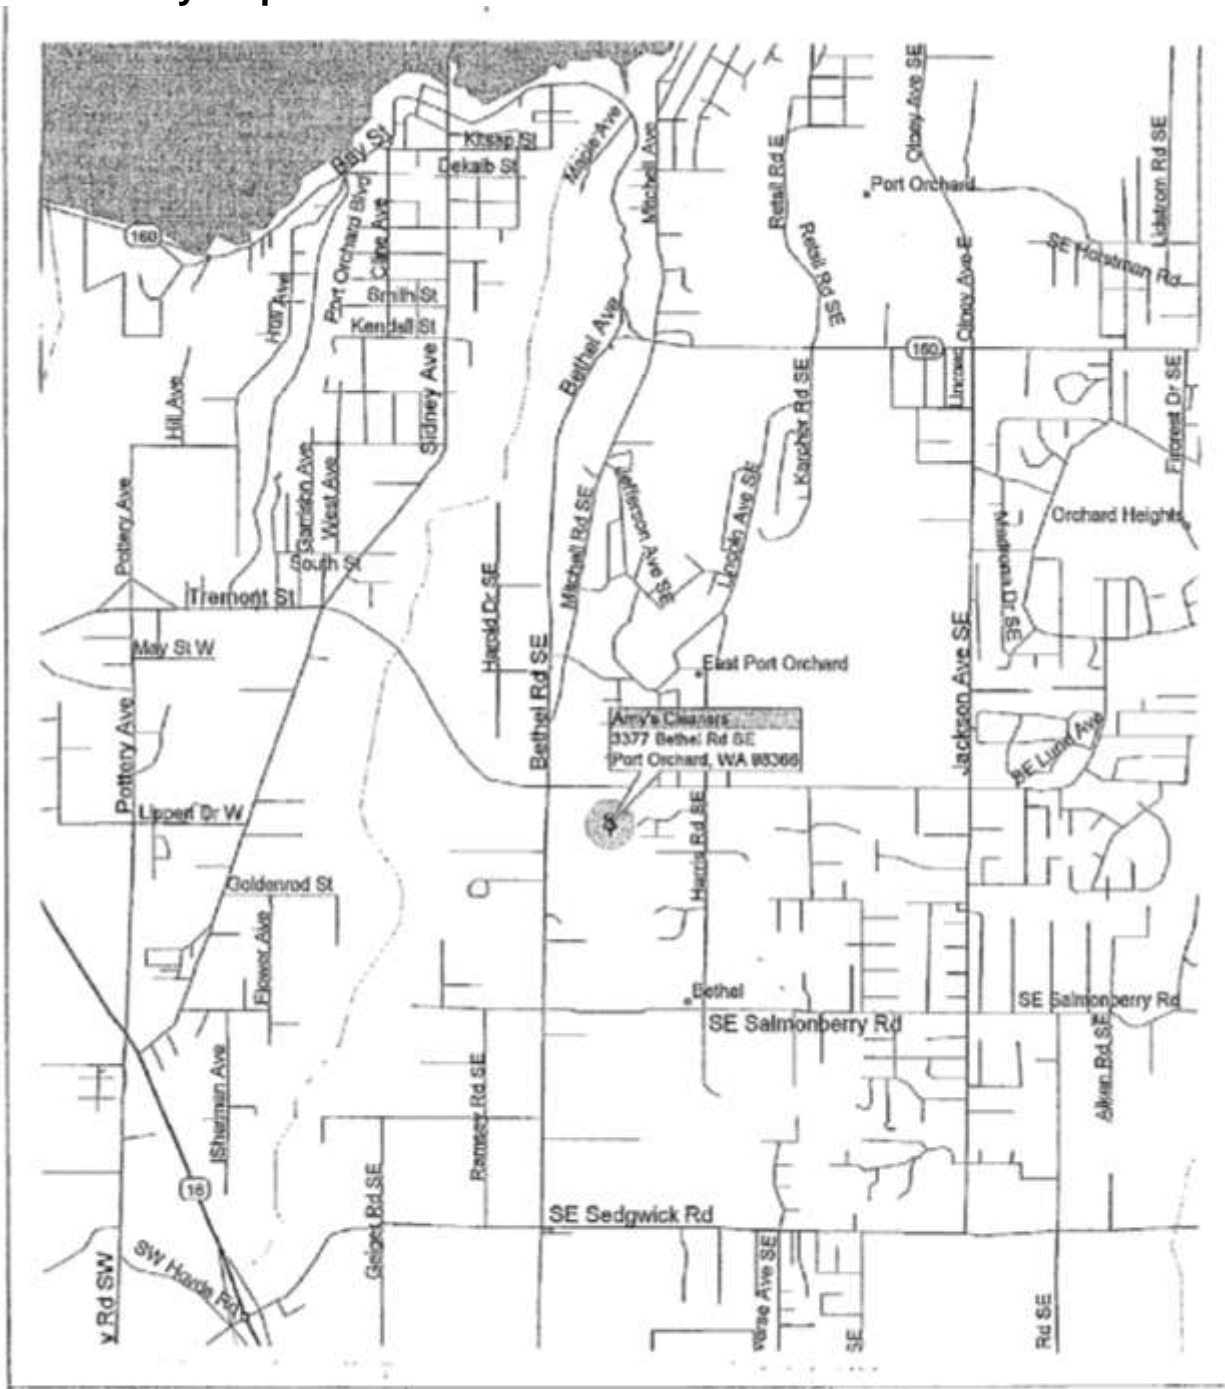 Olney Ave SE
Bay St
Kitsap St
Dekalb St
Maple Ave
Mitchell Ave
Retail Rd E
Port Orchard
Lidstrom Rd SE
160
Port Orchard Blvd
Cline Ave
Retail Rd SE
Olney Ave E
SE Horstman Rd
Hull Ave
Smith St
Kendall St
Bethel Ave
160
Hill Ave
Sidney Ave
Karcher Rd SE
Lincoln
Fircrest Dr SE
Pottery Ave
Garrison Ave
West Ave
Mitchell Rd SE
Jefferson Ave SE
Lincoln Ave SE
Orchard Heights
Madrona Dr SE
South St
Tremont St
Harold Dr SE
May St W
Bethel Rd SE
East Port Orchard
Jackson Ave SE
Pottery Ave
Amy's Cleaners
3377 Bethel Rd SE
Port Orchard, WA 98366
SE Lund Ave
Lippert Dr W
Harris Rd SE
Goldenrod St
Flower Ave
Bethel
SE Salmonberry Rd
SE Salmonberry Rd
Sherman Ave
Ramsey Rd SE
Aiken Rd SE
16
Geiger Rd SE
SE Sedgwick Rd
y Rd SW
SE
Rd SE